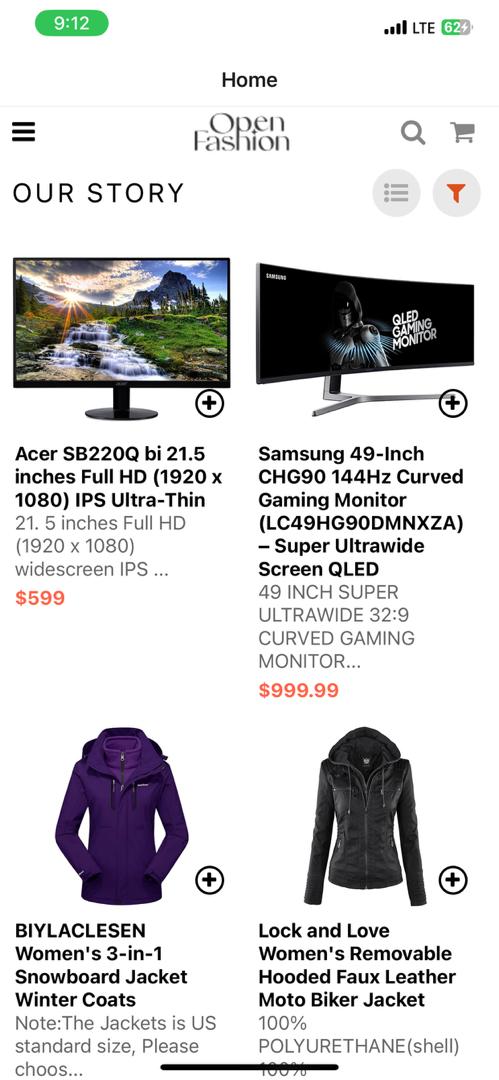 9:12
LTE 62
Home
Open
Fashion
OUR STORY
SAMSUNG
QLED
GAMING
MONITOR
Acer SB220Q bi 21.5
inches Full HD (1920 x
1080) IPS Ultra-Thin
21. 5 inches Full HD
(1920 x 1080)
widescreen IPS ...
$599
Samsung 49-Inch
CHG90 144Hz Curved
Gaming Monitor
(LC49HG90DMNXZA)
– Super Ultrawide
Screen QLED
49 INCH SUPER
ULTRAWIDE 32:9
CURVED GAMING
MONITOR...
$999.99
BIYLACLESEN
Women's 3-in-1
Snowboard Jacket
Winter Coats
Note:The Jackets is US
standard size, Please
choos...
Lock and Love
Women's Removable
Hooded Faux Leather
Moto Biker Jacket
100%
POLYURETHANE(shell)
100%